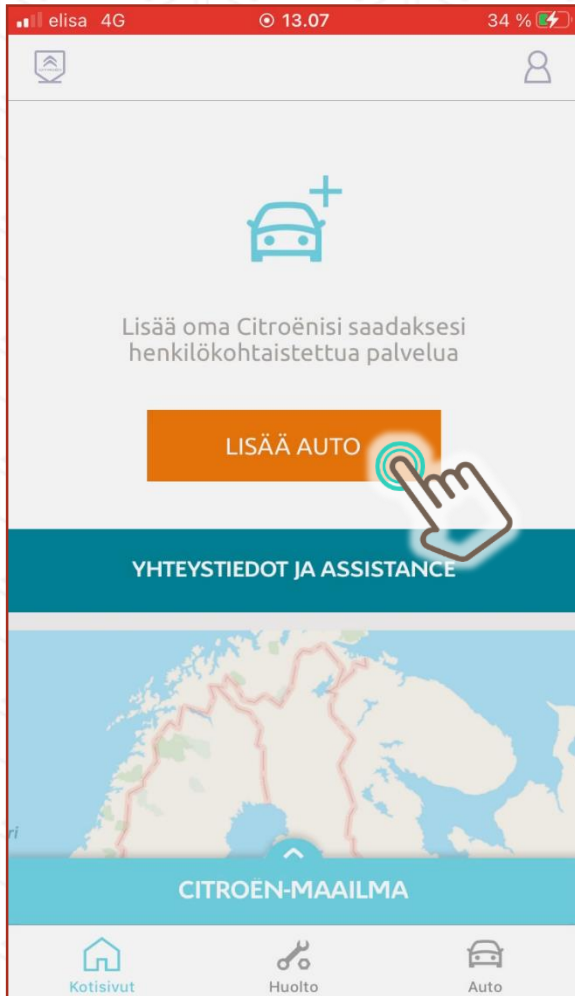 elisa 4G 13.07 34 %
Lisää oma Citroënisi saadaksesi
henkilökohtaistettua palvelua
LISÄÄ AUTO
YHTEYSTIEDOT JA ASSISTANCE
ri
CITROËN-MAAILMA
Kotisivut Huolto Auto